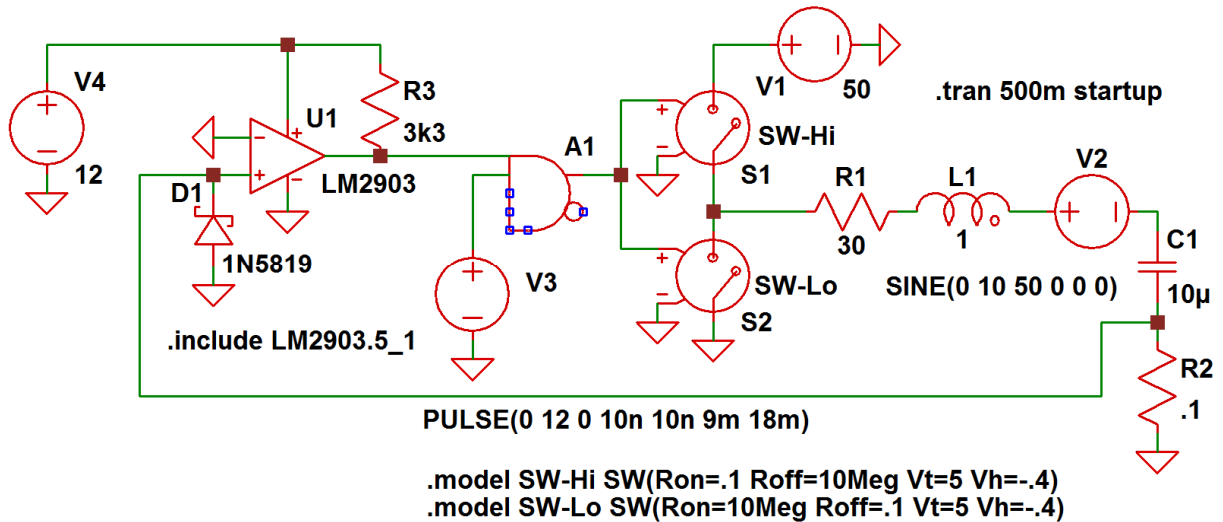 V4
12
D1
1N5819
U1
LM2903
R3
3k3
.include LM2903.5_1
V3
PULSE(0 12 0 10n 10n 9m 18m)
A1
V1
50
SW-Hi
S1
SW-Lo
S2
.tran 500m startup
R1
30
L1
1
V2
SINE(0 10 50 0 0 0)
C1
10µ
R2
.1
.model SW-Hi SW(Ron=.1 Roff=10Meg Vt=5 Vh=-.4)
.model SW-Lo SW(Ron=10Meg Roff=.1 Vt=5 Vh=-.4)